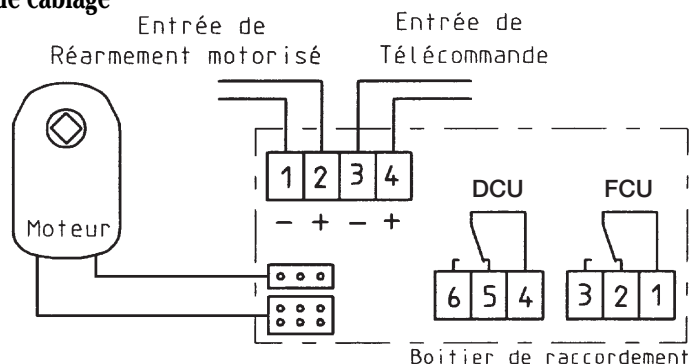 de câblage
Entrée de
Réarmement motorisé
Entrée de
Télécommande
Moteur
1 2 3 4
− + − +
DCU
FCU
6 5 4
3 2 1
Boitier de raccordement